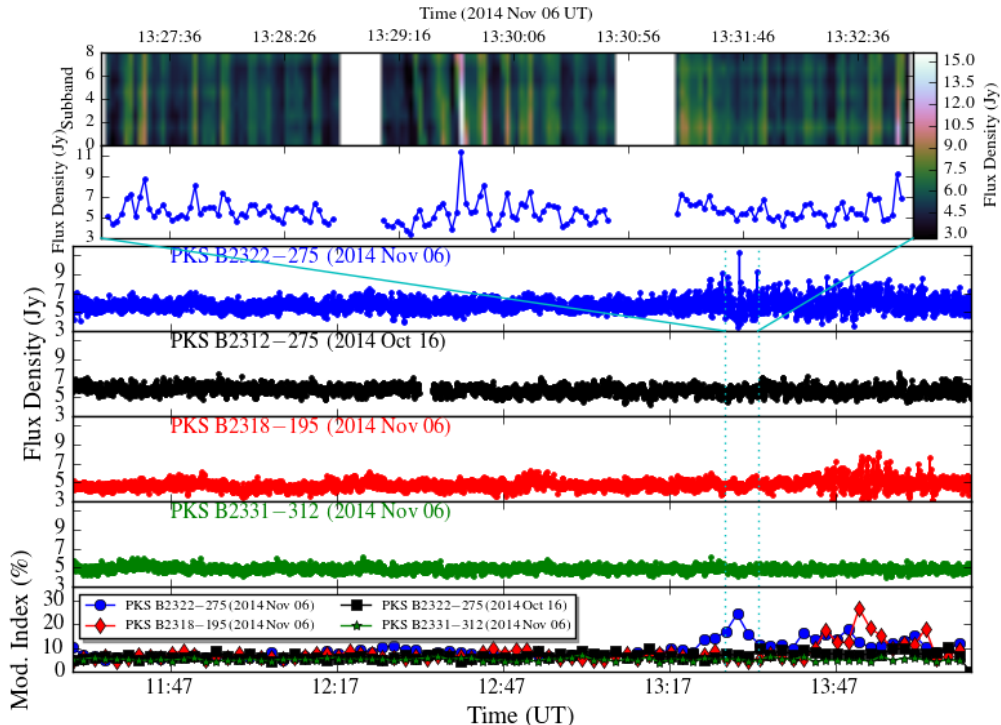 Time (2014 Nov 06 UT)
13:27:36 13:28:26 13:29:16 13:30:06 13:30:56 13:31:46 13:32:36
8
6
4
2
0
Subband
15.0
13.5
12.0
10.5
9.0
7.5
6.0
4.5
3.0
Flux Density (Jy)
11
9
7
5
3
Flux Density (Jy)
PKS B2322−275 (2014 Nov 06)
9
7
5
3
PKS B2312−275 (2014 Oct 16)
9
7
5
3
PKS B2318−195 (2014 Nov 06)
9
7
5
3
PKS B2331−312 (2014 Nov 06)
9
7
5
3
Flux Density (Jy)
30
20
10
0
Mod. Index (%)
PKS B2322−275 (2014 Nov 06) PKS B2322−275 (2014 Oct 16)
PKS B2318−195 (2014 Nov 06) PKS B2331−312 (2014 Nov 06)
11:47 12:17 12:47 13:17 13:47
Time (UT)